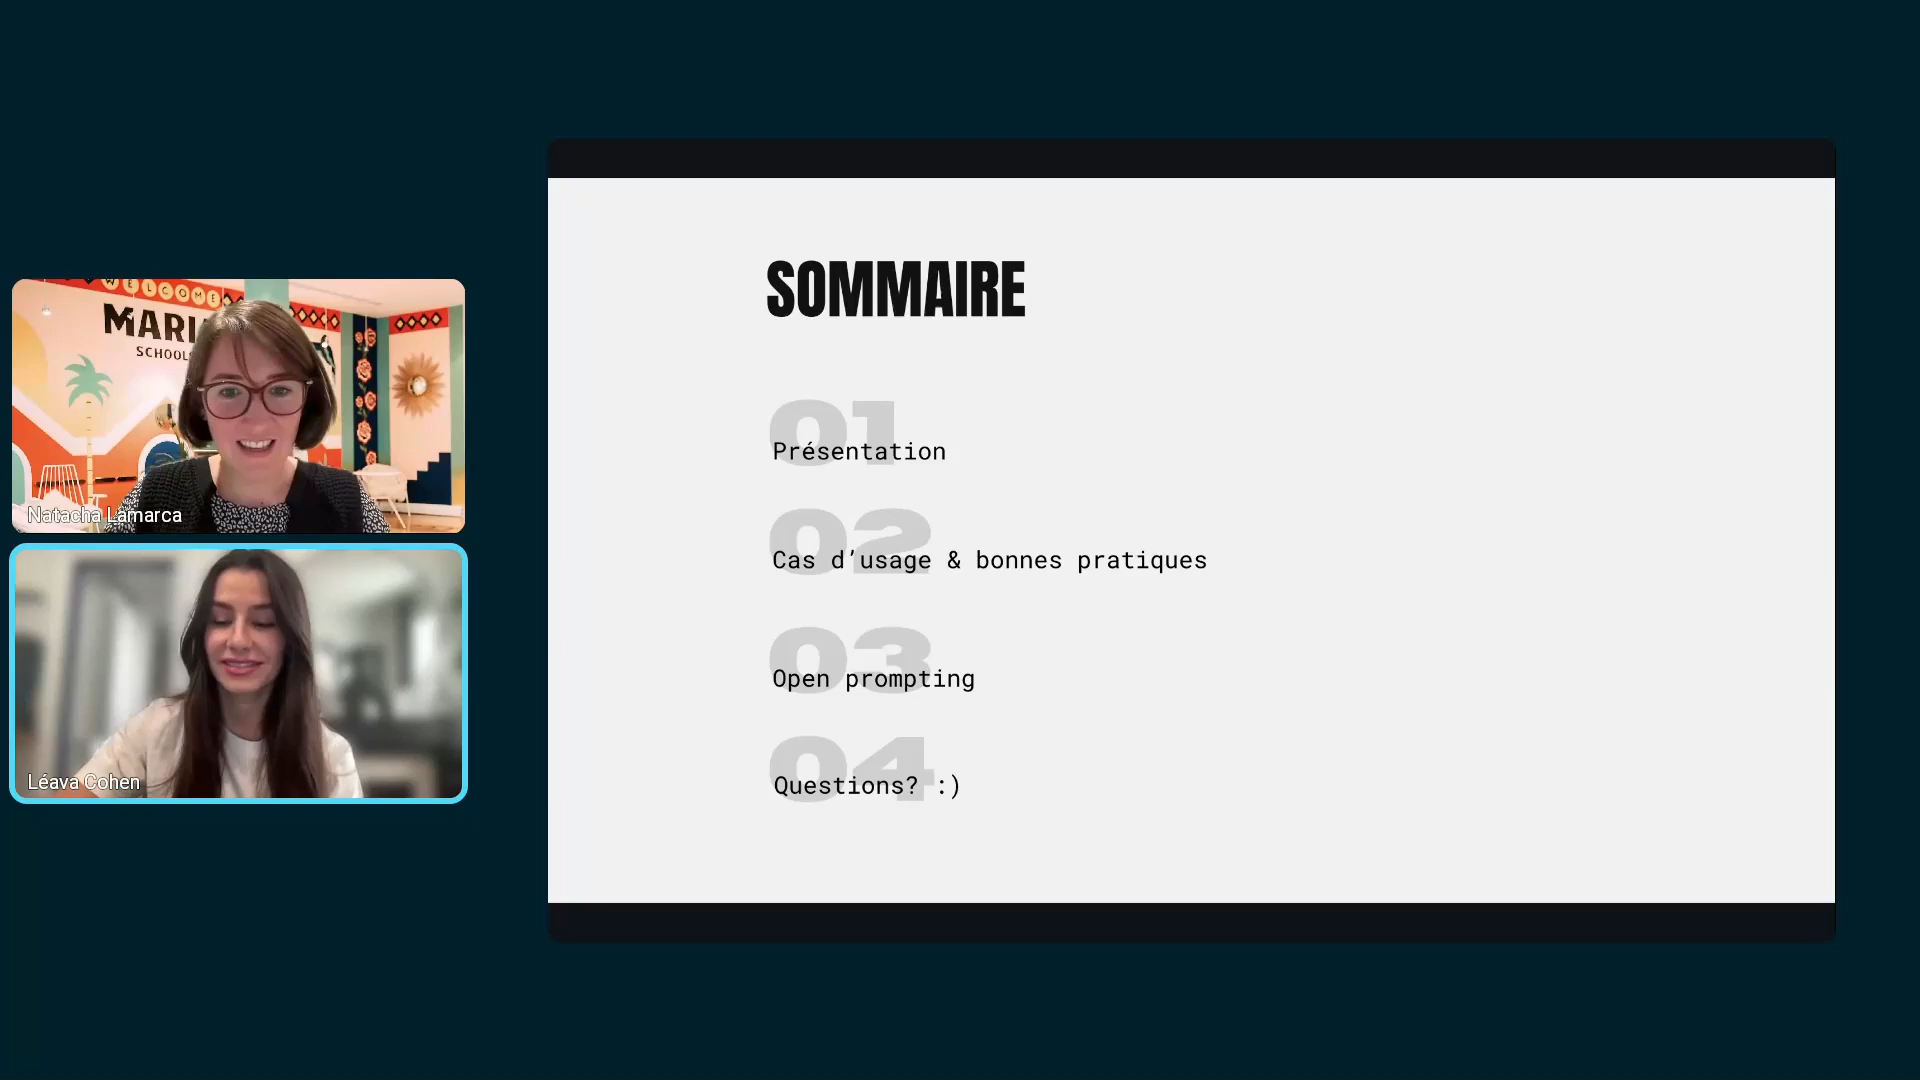 WELCOME
MARI
SCHOOL
Natacha Lamarca
Léava Cohen
SOMMAIRE
01
Présentation
02
Cas d’usage & bonnes pratiques
03
Open prompting
04
Questions? :)